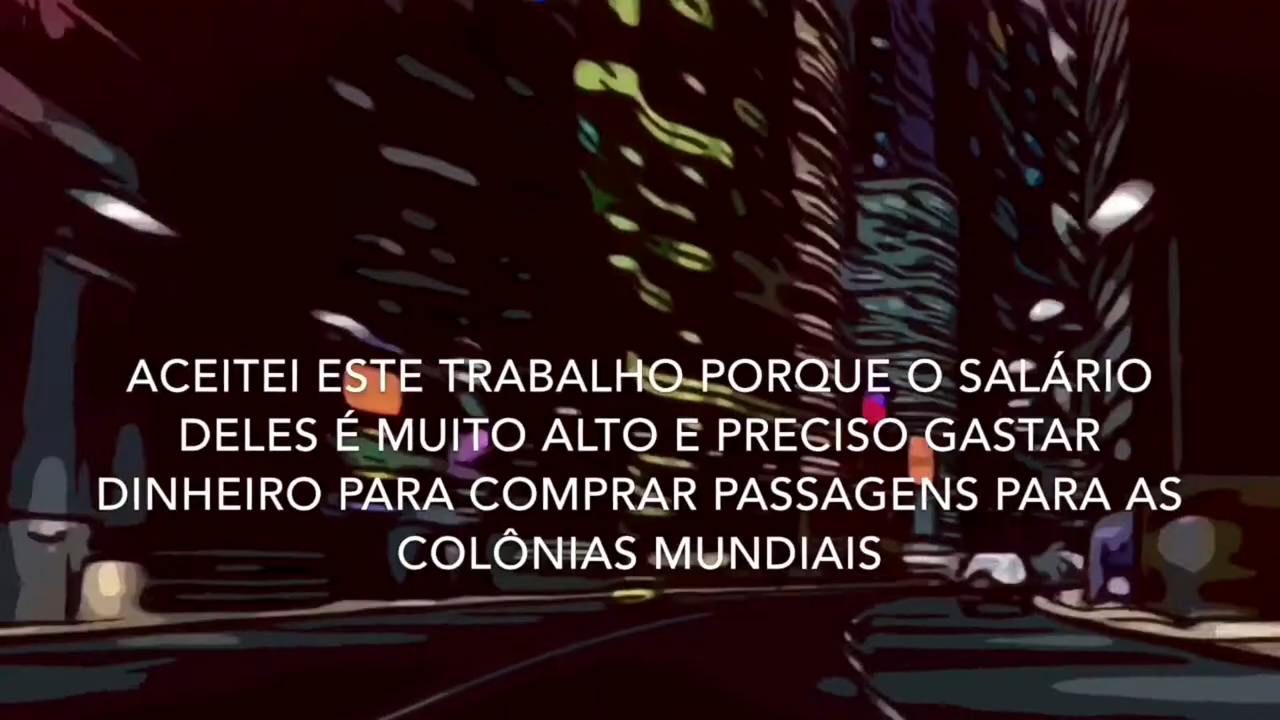 ACEITEI ESTE TRABALHO PORQUE O SALÁRIO
DELES É MUITO ALTO E PRECISO GASTAR
DINHEIRO PARA COMPRAR PASSAGENS PARA AS
COLÔNIAS MUNDIAIS